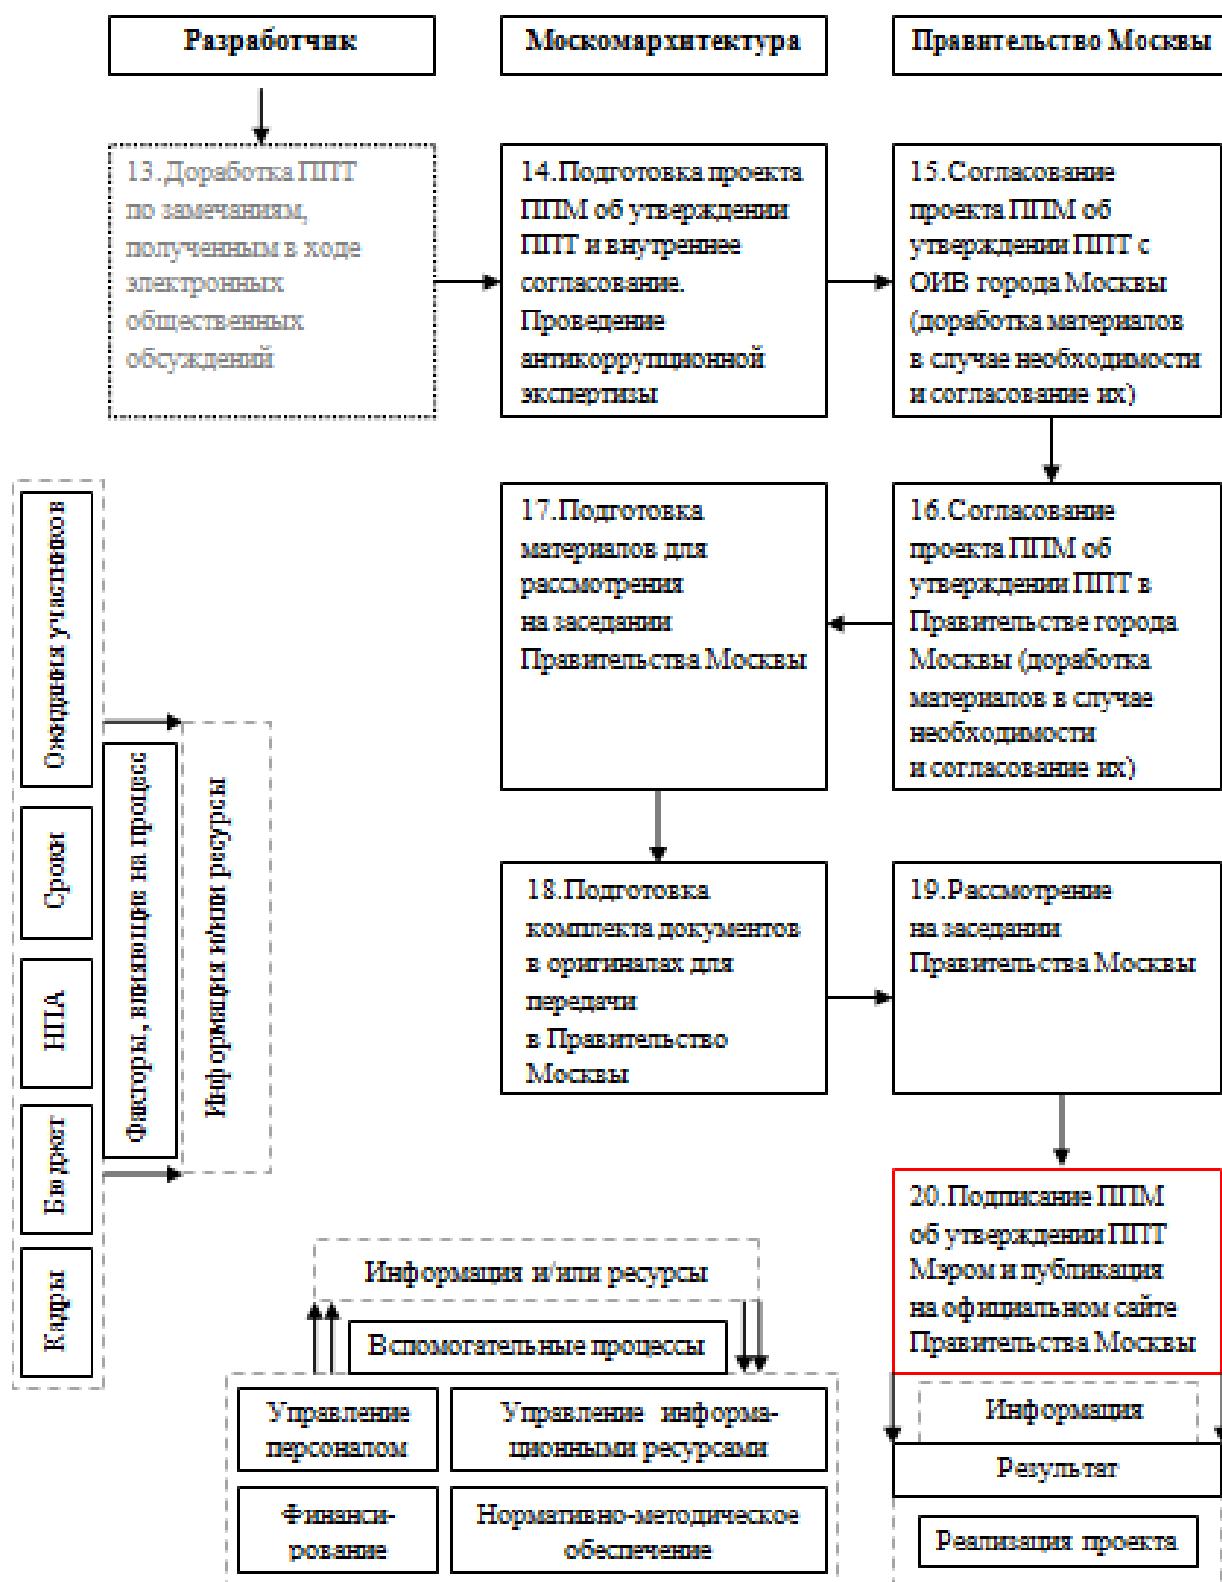 Разработчик
Москомархитектура
Правительство Москвы
13.Доработка ППТ
по замечаниям,
полученным в ходе
электронных
общественных
обсуждений
14.Подготовка проекта
ППМ об утверждении
ППТ и внутреннее
согласование.
Проведение
антикоррупционной
экспертизы
15.Согласование
проекта ППМ об
утверждении ППТ с
ОИВ города Москвы
(доработка материалов
в случае необходимости
и согласование их)
17.Подготовка
материалов для
рассмотрения
на заседании
Правительства Москвы
16.Согласование
проекта ППМ об
утверждении ППТ в
Правительстве города
Москвы (доработка
материалов в случае
необходимости
и согласование их)
Ожидания участников
Сроки
НПА
Бюджет
Кадры
Факторы, влияющие на процесс
Информация и/или ресурсы
18.Подготовка
комплекта документов
в оригиналах для
передачи
в Правительство
Москвы
19.Рассмотрение
на заседании
Правительства Москвы
20.Подписание ППМ
об утверждении ППТ
Мэром и публикация
на официальном сайте
Правительства Москвы
Информация и/или ресурсы
Вспомогательные процессы
Управление
персоналом
Управление информа-
ционными ресурсами
Финанси-
рование
Нормативно-методическое
обеспечение
Информация
Результат
Реализация проекта